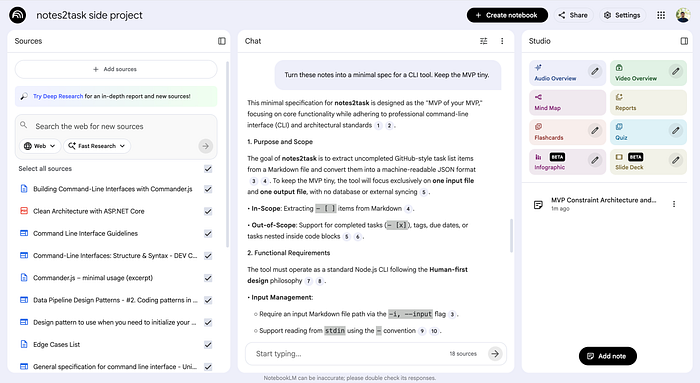 notes2task side project
+ Create notebook
Share
Settings
Sources
+ Add sources
Try Deep Research for an in-depth report and new sources!
Search the web for new sources
Web
Fast Research
Select all sources
Building Command-Line Interfaces with Commander.js
Clean Architecture with ASP.NET Core
Command Line Interface Guidelines
Command-Line Interfaces: Structure & Syntax - DEV C...
Commander.js – minimal usage (excerpt)
Data Pipeline Design Patterns - #2. Coding patterns in ...
Design pattern to use when you need to initialize your ...
Edge Cases List
General specification for command line interface - Uni...
Chat
Turn these notes into a minimal spec for a CLI tool. Keep the MVP tiny.
This minimal specification for notes2task is designed as the "MVP of your MVP,"
focusing on core functionality while adhering to professional command-line
interface (CLI) and architectural standards 1 2 .
1. Purpose and Scope
The goal of notes2task is to extract uncompleted GitHub-style task list items
from a Markdown file and convert them into a machine-readable JSON format
3 4 . To keep the MVP tiny, the tool will focus exclusively on one input file
and one output file, with no database or external syncing 5 .
• In-Scope: Extracting - [ ] items from Markdown 4 .
• Out-of-Scope: Support for completed tasks (- [x]), tags, due dates, or
tasks nested inside code blocks 5 6 .
2. Functional Requirements
The tool must operate as a standard Node.js CLI following the Human-first
design philosophy 7 8 .
• Input Management:
○ Require an input Markdown file path via the -i, --input flag 3 .
○ Support reading from stdin using the - convention 9 10 .
Start typing...
18 sources
NotebookLM can be inaccurate; please double check its responses.
Studio
Audio Overview
Video Overview
Mind Map
Reports
Flashcards
Quiz
BETA
Infographic
BETA
Slide Deck
MVP Constraint Architecture and...
1m ago
Add note